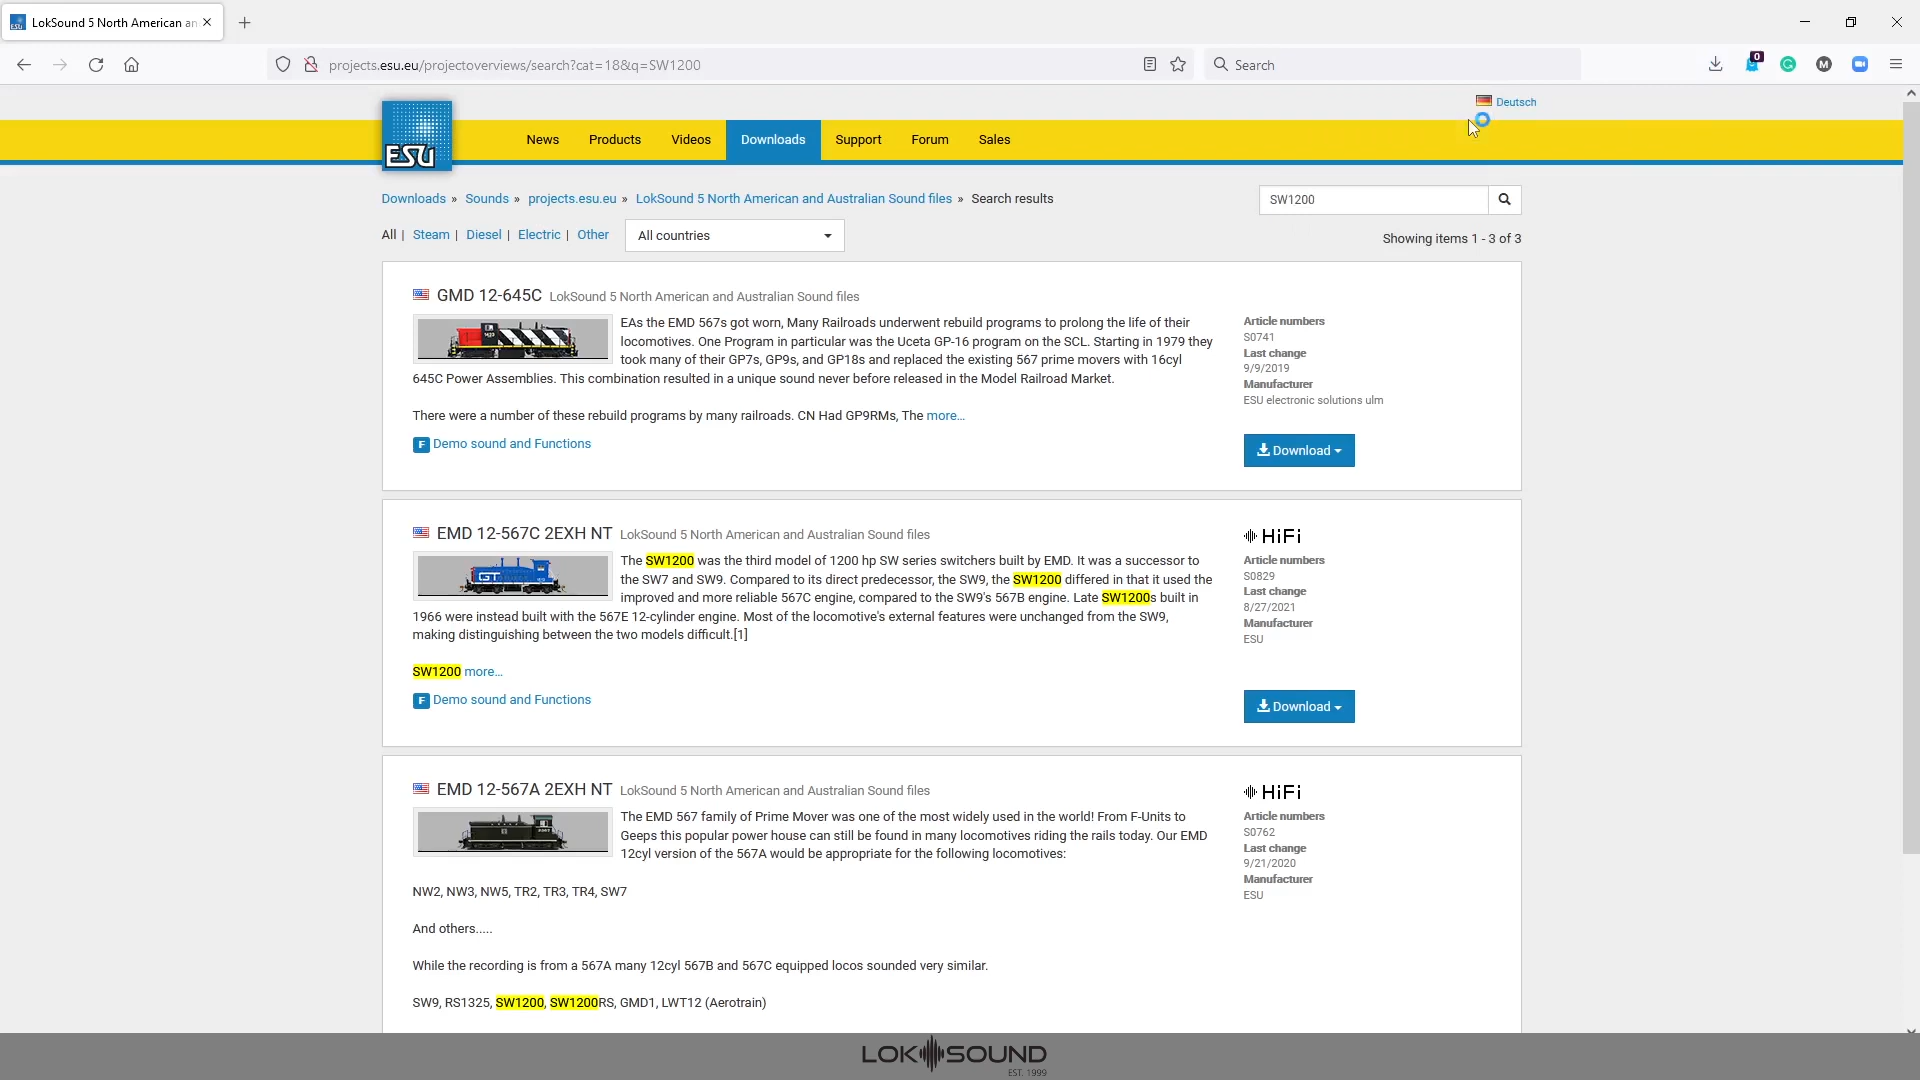 LokSound 5 North American an
projects.esu.eu/projectoverviews/search?cat=18&q=SW1200
Search
0
M
Deutsch
ESU
News
Products
Videos
Downloads
Support
Forum
Sales
Downloads » Sounds » projects.esu.eu » LokSound 5 North American and Australian Sound files » Search results
SW1200
All | Steam | Diesel | Electric | Other
All countries
Showing items 1 - 3 of 3
GMD 12-645C LokSound 5 North American and Australian Sound files
EAs the EMD 567s got worn, Many Railroads underwent rebuild programs to prolong the life of their
locomotives. One Program in particular was the Uceta GP-16 program on the SCL. Starting in 1979 they
took many of their GP7s, GP9s, and GP18s and replaced the existing 567 prime movers with 16cyl
645C Power Assemblies. This combination resulted in a unique sound never before released in the Model Railroad Market.
There were a number of these rebuild programs by many railroads. CN Had GP9RMs, The more...
F Demo sound and Functions
Article numbers
S0741
Last change
9/9/2019
Manufacturer
ESU electronic solutions ulm
Download
EMD 12-567C 2EXH NT LokSound 5 North American and Australian Sound files
GT
The SW1200 was the third model of 1200 hp SW series switchers built by EMD. It was a successor to
the SW7 and SW9. Compared to its direct predecessor, the SW9, the SW1200 differed in that it used the
improved and more reliable 567C engine, compared to the SW9's 567B engine. Late SW1200s built in
1966 were instead built with the 567E 12-cylinder engine. Most of the locomotive's external features were unchanged from the SW9,
making distinguishing between the two models difficult.[1]
SW1200 more...
F Demo sound and Functions
HiFi
Article numbers
S0829
Last change
8/27/2021
Manufacturer
ESU
Download
EMD 12-567A 2EXH NT LokSound 5 North American and Australian Sound files
The EMD 567 family of Prime Mover was one of the most widely used in the world! From F-Units to
Geeps this popular power house can still be found in many locomotives riding the rails today. Our EMD
12cyl version of the 567A would be appropriate for the following locomotives:
NW2, NW3, NW5, TR2, TR3, TR4, SW7
And others.....
While the recording is from a 567A many 12cyl 567B and 567C equipped locos sounded very similar.
SW9, RS1325, SW1200, SW1200RS, GMD1, LWT12 (Aerotrain)
HiFi
Article numbers
S0762
Last change
9/21/2020
Manufacturer
ESU
LOKSOUND
EST. 1999